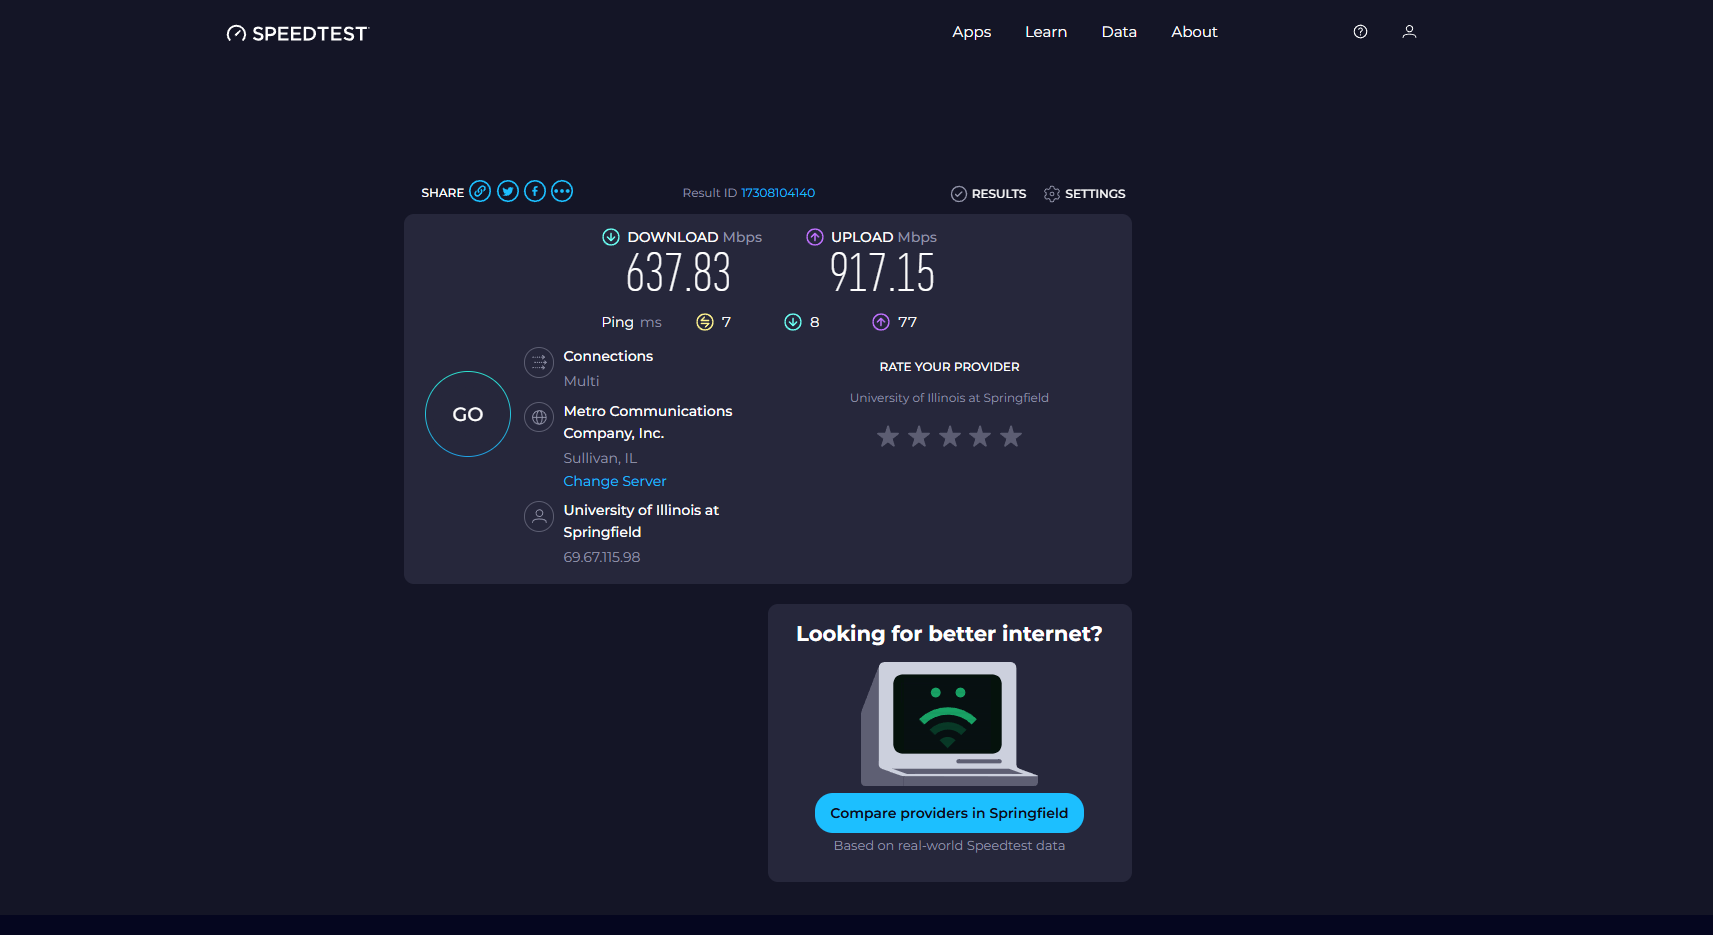 SPEEDTEST
Apps Learn Data About
SHARE Result ID 17308104140 RESULTS SETTINGS
DOWNLOAD Mbps UPLOAD Mbps
637.83 917.15
Ping ms 7 8 77
Connections
Multi
Metro Communications
Company, Inc.
Sullivan, IL
Change Server
University of Illinois at
Springfield
69.67.115.98
GO
RATE YOUR PROVIDER
University of Illinois at Springfield
Looking for better internet?
Compare providers in Springfield
Based on real-world Speedtest data